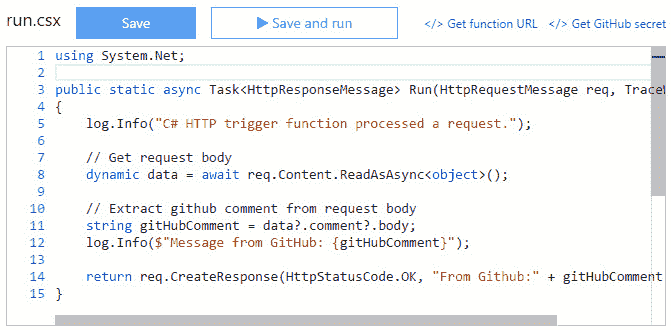 run.csx Save Save and run </> Get function URL </> Get GitHub secret
1 using System.Net;
2
3 public static async Task<HttpResponseMessage> Run(HttpRequestMessage req, Trace
4 {
5 log.Info("C# HTTP trigger function processed a request.");
6
7 // Get request body
8 dynamic data = await req.Content.ReadAsAsync<object>();
9
10 // Extract github comment from request body
11 string gitHubComment = data?.comment?.body;
12 log.Info($"Message from GitHub: {gitHubComment}");
13
14 return req.CreateResponse(HttpStatusCode.OK, "From Github:" + gitHubComment
15 }